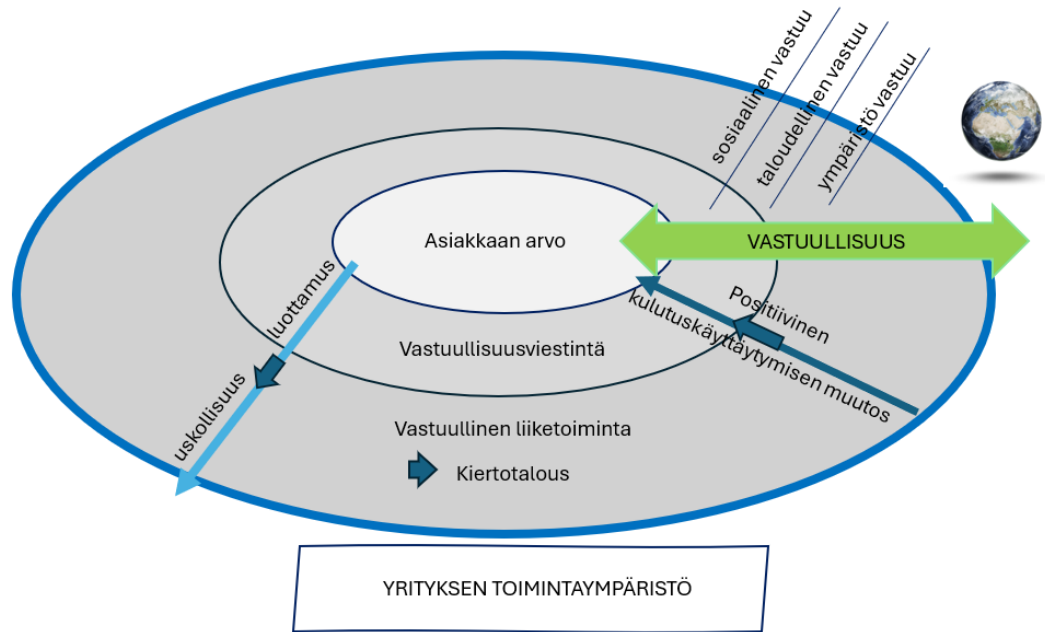 sosiaalinen vastuu
taloudellinen vastuu
ympäristö vastuu
Asiakkaan arvo
VASTUULLISUUS
luottamus
Positiivinen
kulutuskäyttäytymisen muutos
Vastuullisuusviestintä
uskollisuus
Vastuullinen liiketoiminta
Kiertotalous
YRITYKSEN TOIMINTAYMPÄRISTÖ